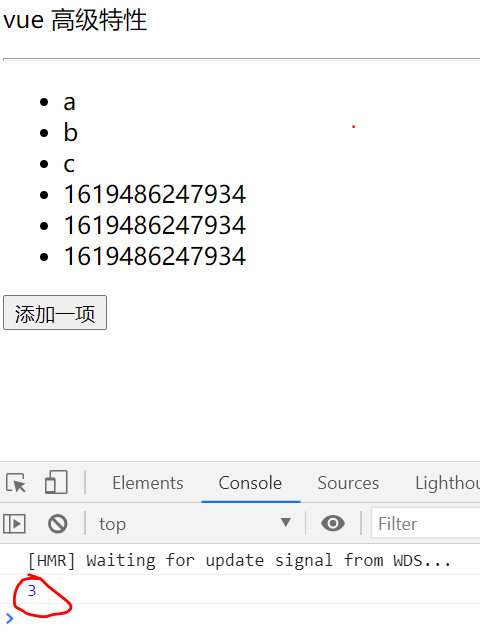 vue 高级特性
a
b
c
1619486247934
1619486247934
1619486247934
添加一项
Elements Console Sources Lighthou
top Filter
[HMR] Waiting for update signal from WDS...
3